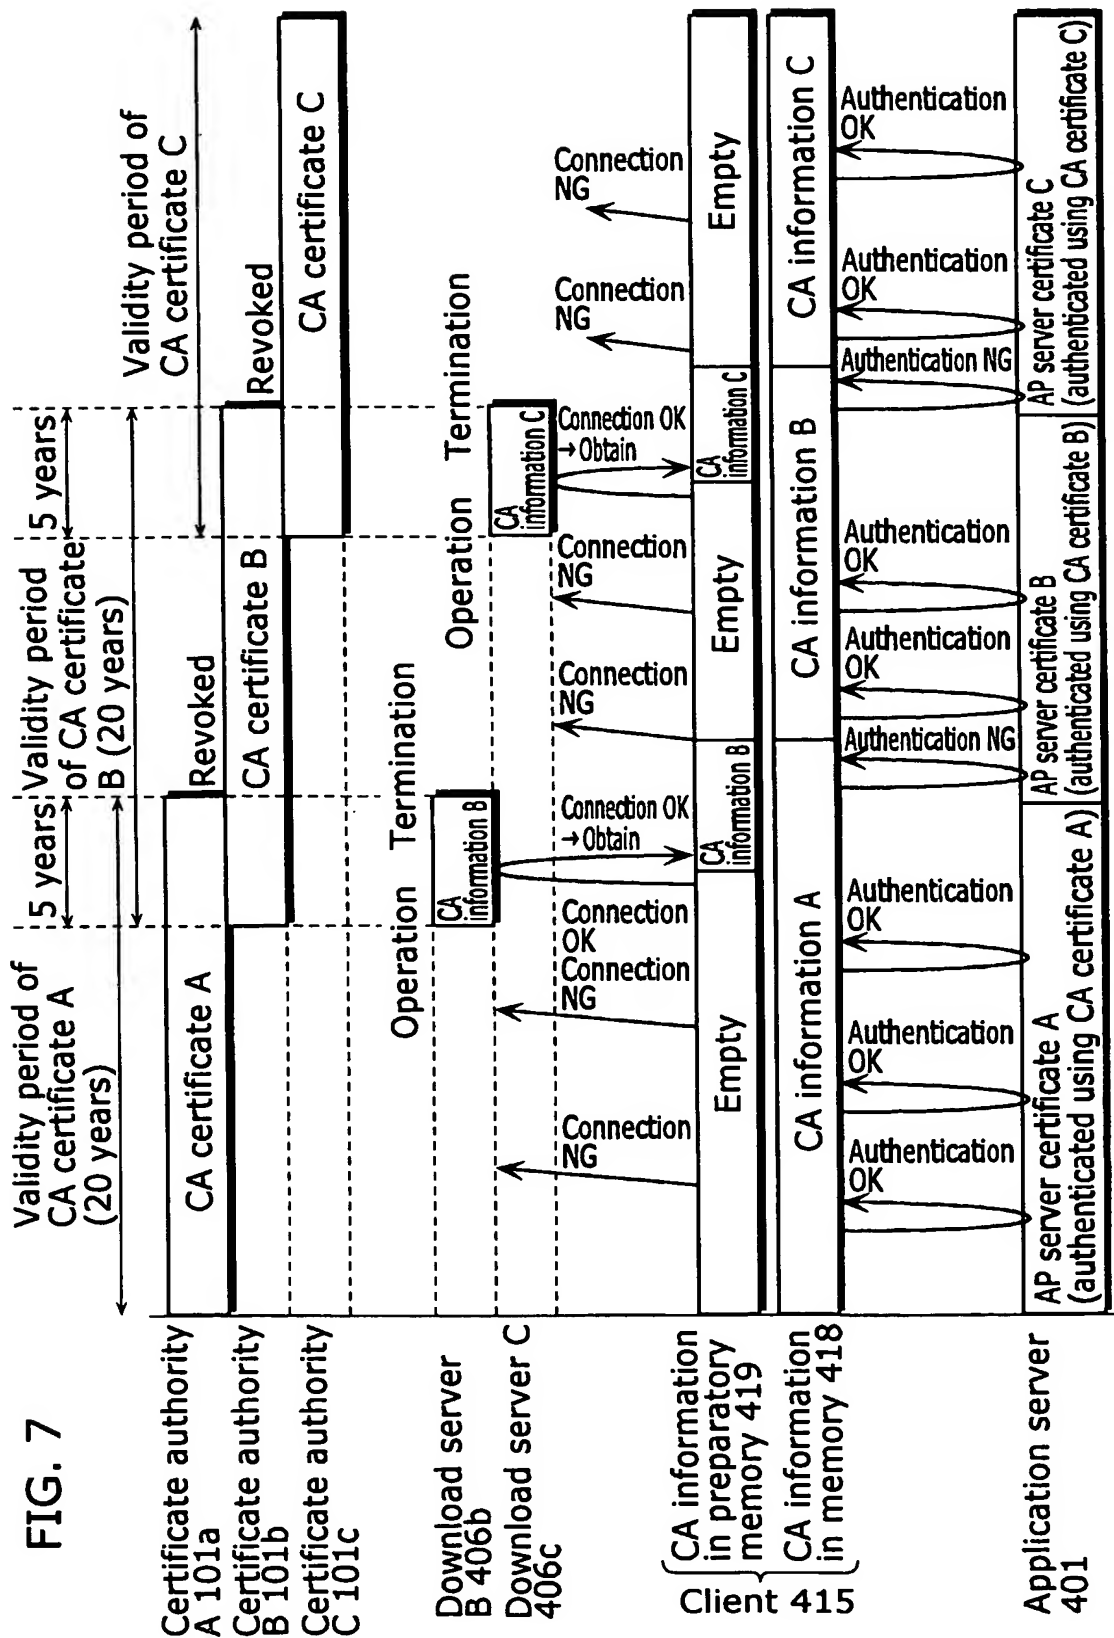 FIG. 7
Validity period of
CA certificate A
(20 years)
5 years
Validity period
of CA certificate
B (20 years)
5 years
Validity period of
CA certificate C
Certificate authority
A 101a
CA certificate A
Revoked
Certificate authority
B 101b
CA certificate B
Revoked
Certificate authority
C 101c
CA certificate C
Operation Termination
Operation Termination
Download server
B 406b
CA
information B
Download server C
406c
CA
information C
Connection
NG
Connection
NG
Connection
OK
Connection OK
→Obtain
Connection
NG
Connection
NG
Connection OK
→Obtain
Connection
NG
Connection
NG
Client 415
CA information
in preparatory
memory 419
Empty
CA
information B
Empty
CA
information C
Empty
CA information
in memory 418
CA information A
CA information B
CA information C
Authentication
OK
Authentication
OK
Authentication
OK
Authentication NG
Authentication
OK
Authentication
OK
Authentication NG
Authentication
OK
Authentication
OK
Application server
401
AP server certificate A
(authenticated using CA certificate A)
AP server certificate B
(authenticated using CA certificate B)
AP server certificate C
(authenticated using CA certificate C)